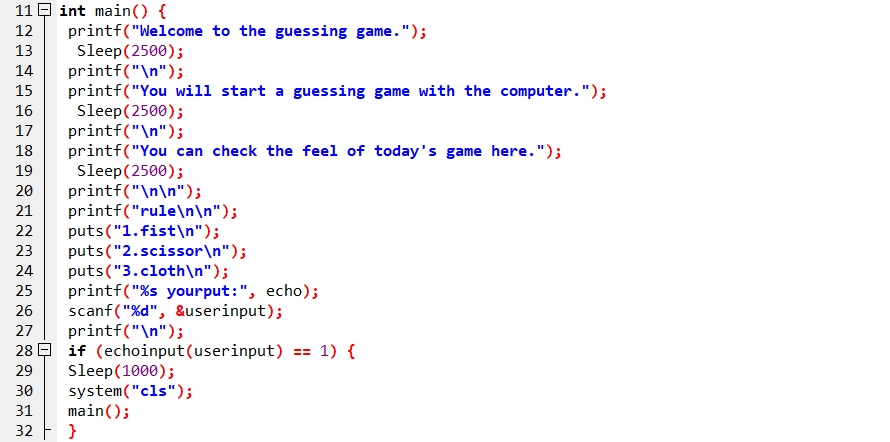 11 int main() {
12 printf("Welcome to the guessing game.");
13 Sleep(2500);
14 printf("\n");
15 printf("You will start a guessing game with the computer.");
16 Sleep(2500);
17 printf("\n");
18 printf("You can check the feel of today's game here.");
19 Sleep(2500);
20 printf("\n\n");
21 printf("rule\n\n");
22 puts("1.fist\n");
23 puts("2.scissor\n");
24 puts("3.cloth\n");
25 printf("%s yourput:", echo);
26 scanf("%d", &userinput);
27 printf("\n");
28 if (echoinput(userinput) == 1) {
29 Sleep(1000);
30 system("cls");
31 main();
32 }